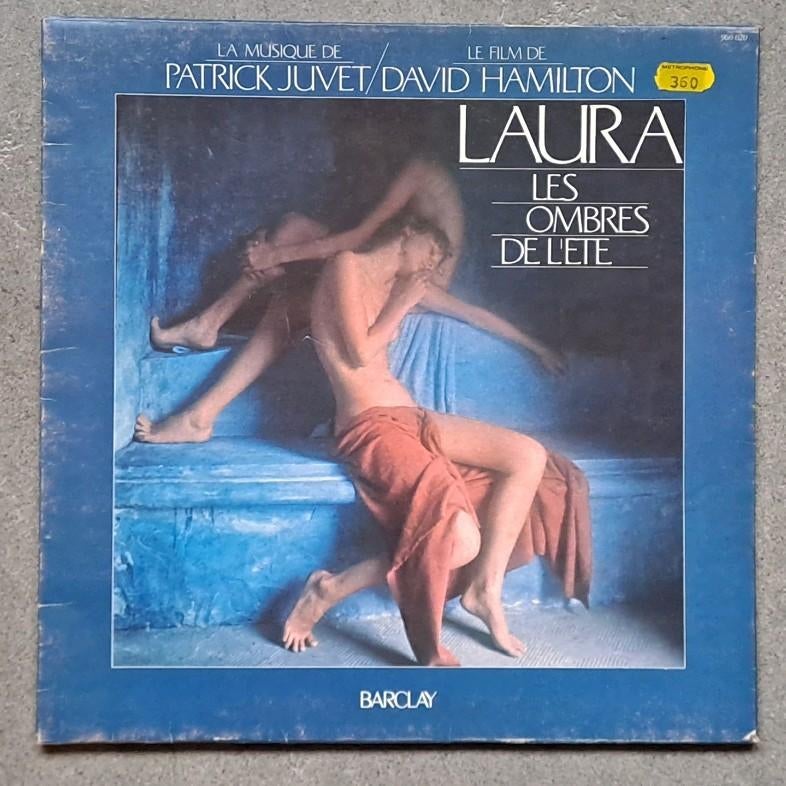 LA MUSIQUE DE / LE FILM DE
PATRICK JUVET/DAVID HAMILTON
METROPHONE
360
LAURA
LES
OMBRES
DE L'ETE
BARCLAY